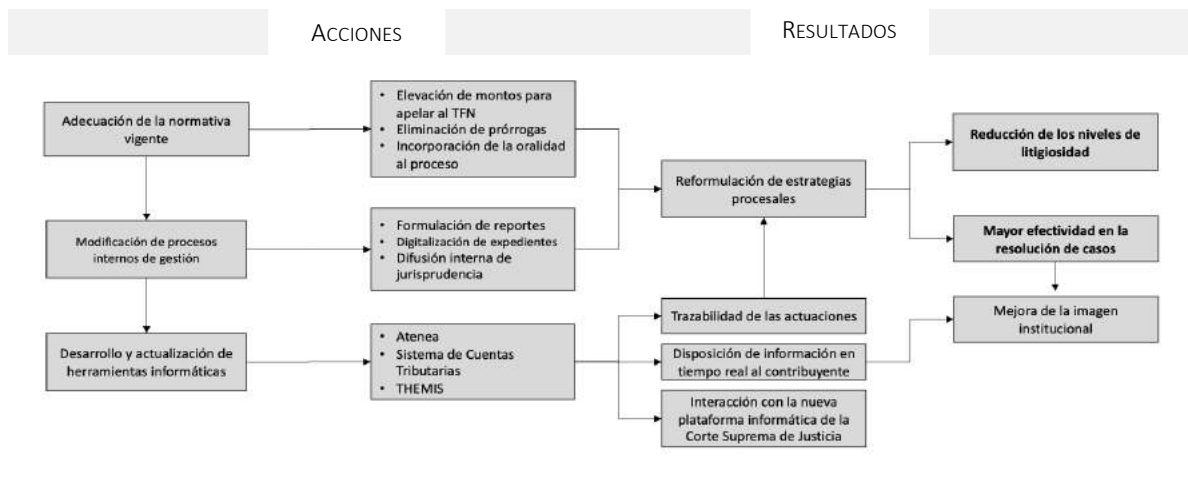 ACCIONES
RESULTADOS
Adecuación de la normativa
vigente
• Elevación de montos para
apelar al TFN
• Eliminación de prórrogas
• Incorporación de la oralidad
al proceso
Reformulación de estrategias
procesales
Reducción de los niveles de
litigiosidad
Modificación de procesos
internos de gestión
• Formulación de reportes
• Digitalización de expedientes
• Difusión interna de
jurisprudencia
Mayor efectividad en la
resolución de casos
Desarrollo y actualización de
herramientas informáticas
• Atenea
• Sistema de Cuentas
Tributarias
• THEMIS
Trazabilidad de las actuaciones
Disposición de información en
tiempo real al contribuyente
Interacción con la nueva
plataforma informática de la
Corte Suprema de Justicia
Mejora de la imagen
institucional